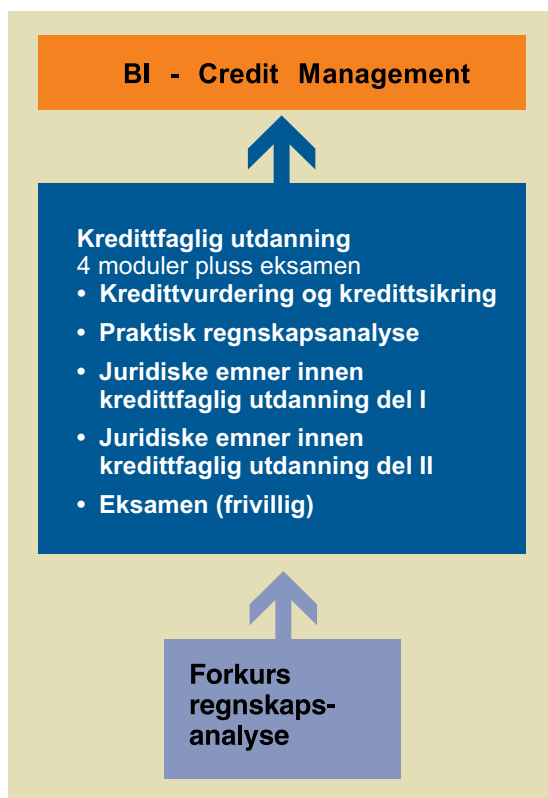 BI - Credit Management
Kredittfaglig utdanning
4 moduler pluss eksamen
• Kredittvurdering og kredittsikring
• Praktisk regnskapsanalyse
• Juridiske emner innen
kredittfaglig utdanning del I
• Juridiske emner innen
kredittfaglig utdanning del II
• Eksamen (frivillig)
Forkurs
regnskaps-
analyse